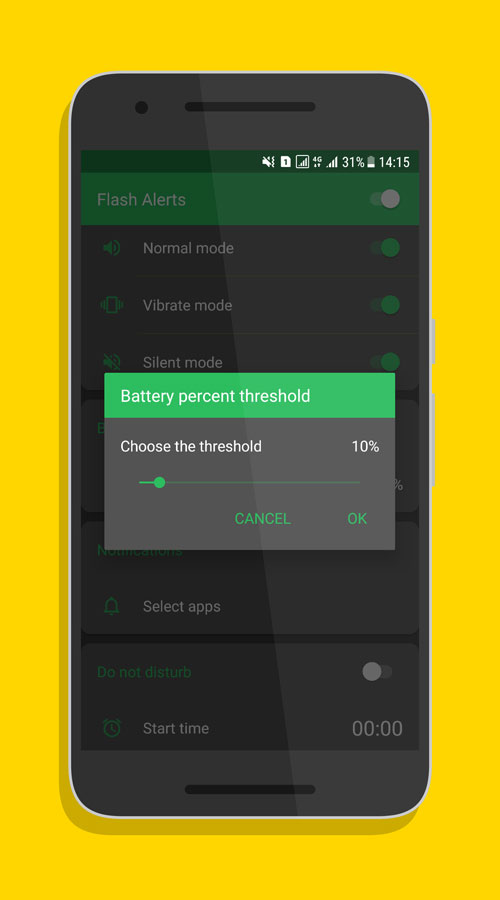 4G 31% 14:15
Flash Alerts
Normal mode
Vibrate mode
Silent mode
Battery percent threshold
B
Choose the threshold 10%
%
CANCEL OK
Notifications
Select apps
Do not disturb
Start time 00:00